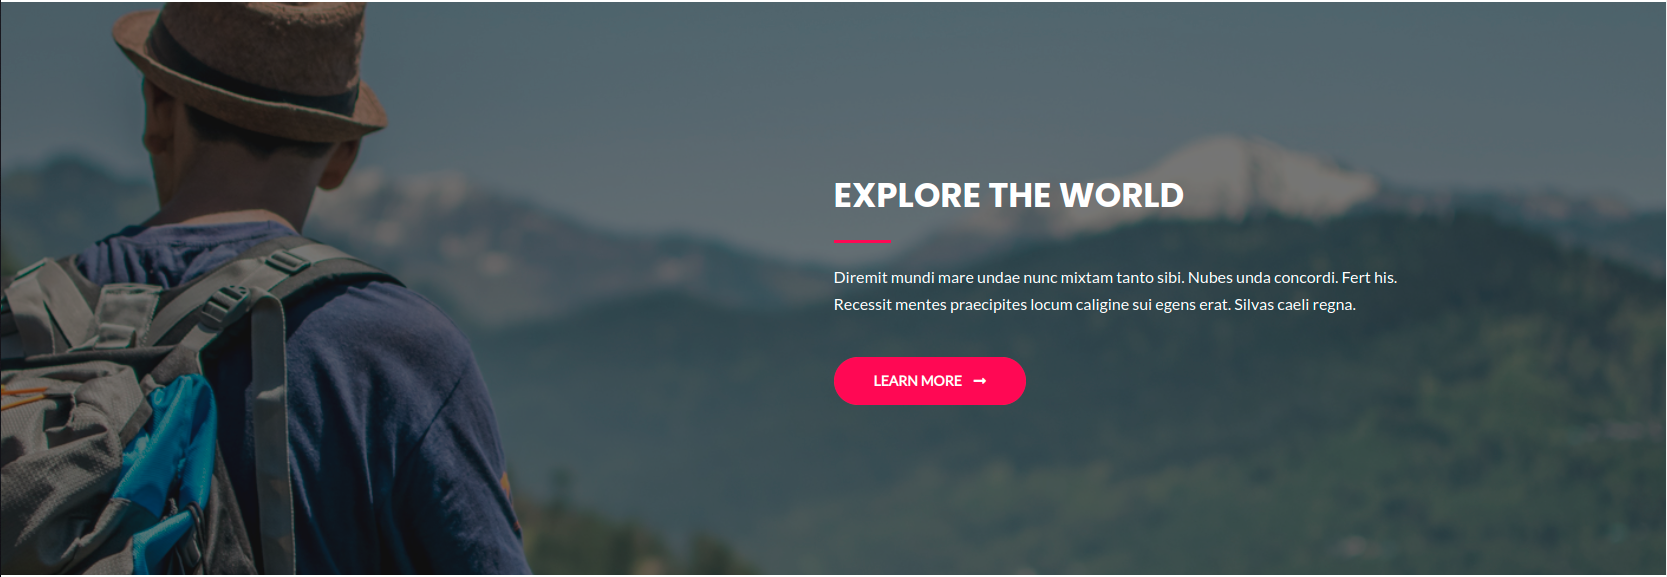 EXPLORE THE WORLD
Diremit mundi mare undae nunc mixtam tanto sibi. Nubes unda concordi. Fert his.
Recessit mentes praecipites locum caligine sui egens erat. Silvas caeli regna.
LEARN MORE